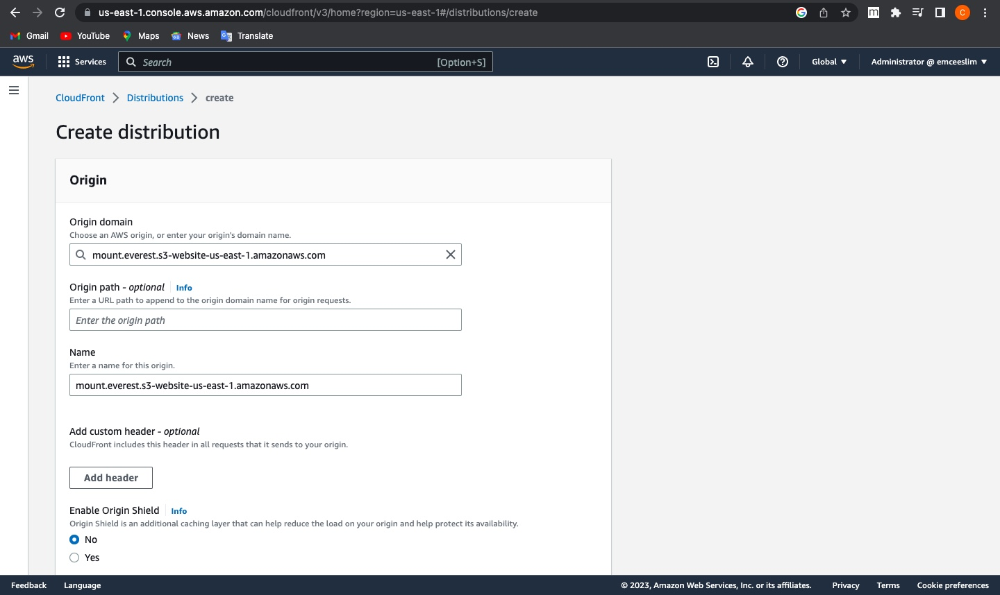 us-east-1.console.aws.amazon.com/cloudfront/v3/home?region=us-east-1#/distributions/create
G m C
Gmail YouTube Maps News Translate
aws Services Search [Option+S] Global Administrator @ emceeslim
CloudFront Distributions create
Create distribution
Origin
Origin domain
Choose an AWS origin, or enter your origin's domain name.
mount.everest.s3-website-us-east-1.amazonaws.com
Origin path - optional Info
Enter a URL path to append to the origin domain name for origin requests.
Enter the origin path
Name
Enter a name for this origin.
mount.everest.s3-website-us-east-1.amazonaws.com
Add custom header - optional
CloudFront includes this header in all requests that it sends to your origin.
Add header
Enable Origin Shield Info
Origin Shield is an additional caching layer that can help reduce the load on your origin and help protect its availability.
No
Yes
Feedback Language © 2023, Amazon Web Services, Inc. or its affiliates. Privacy Terms Cookie preferences